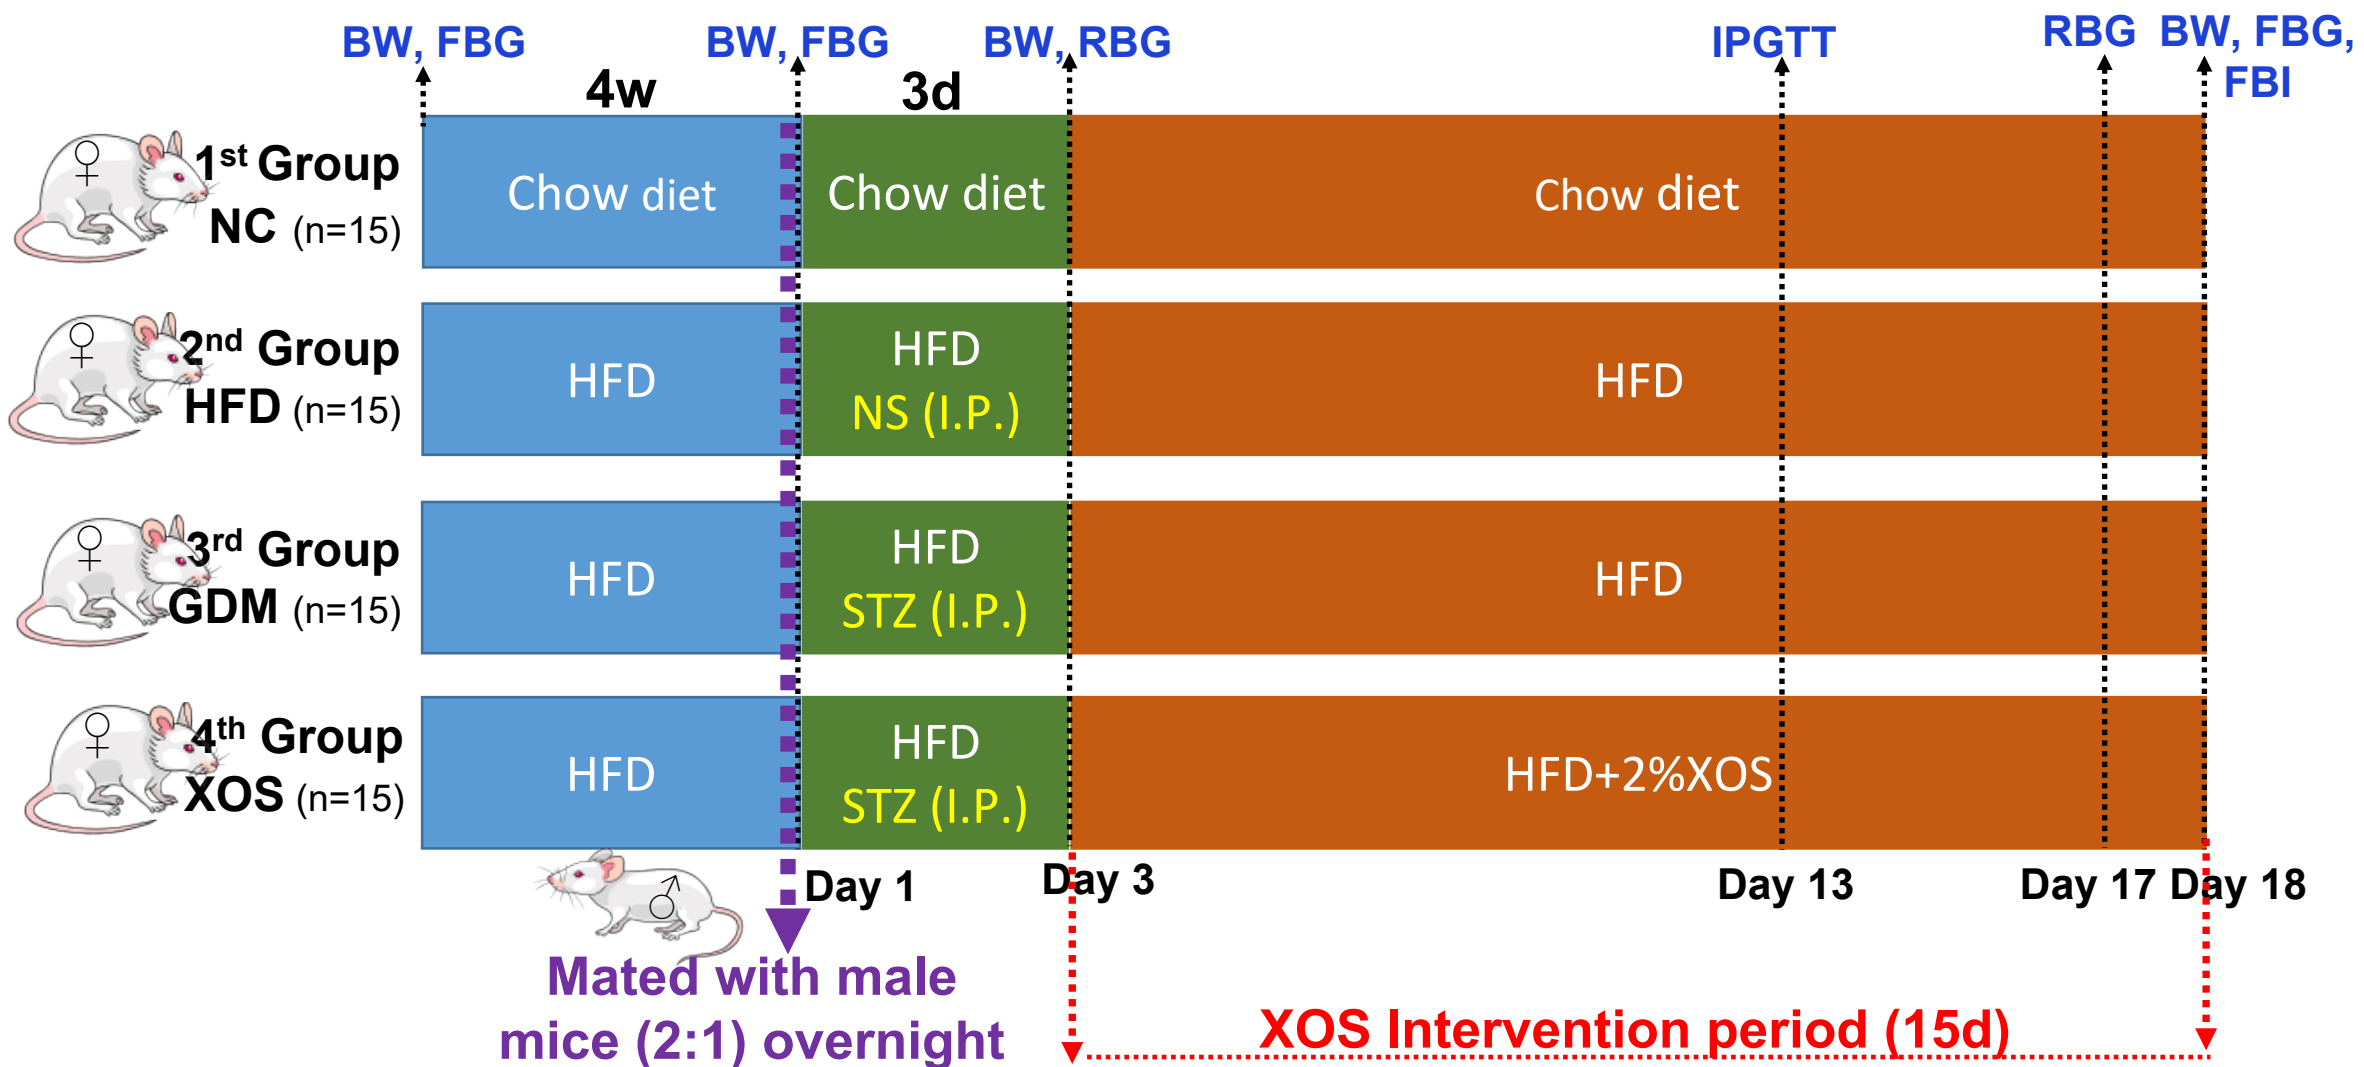 BW, FBG
BW, FBG
BW, RBG
IPGTT
RBG
BW, FBG,
FBI
4w
3d
1st Group
NC (n=15)
Chow diet
Chow diet
Chow diet
2nd Group
HFD (n=15)
HFD
HFD
NS (I.P.)
HFD
3rd Group
GDM (n=15)
HFD
HFD
STZ (I.P.)
HFD
4th Group
XOS (n=15)
HFD
HFD
STZ (I.P.)
HFD+2%XOS
Day 1
Day 3
Day 13
Day 17
Day 18
Mated with male
mice (2:1) overnight
XOS Intervention period (15d)